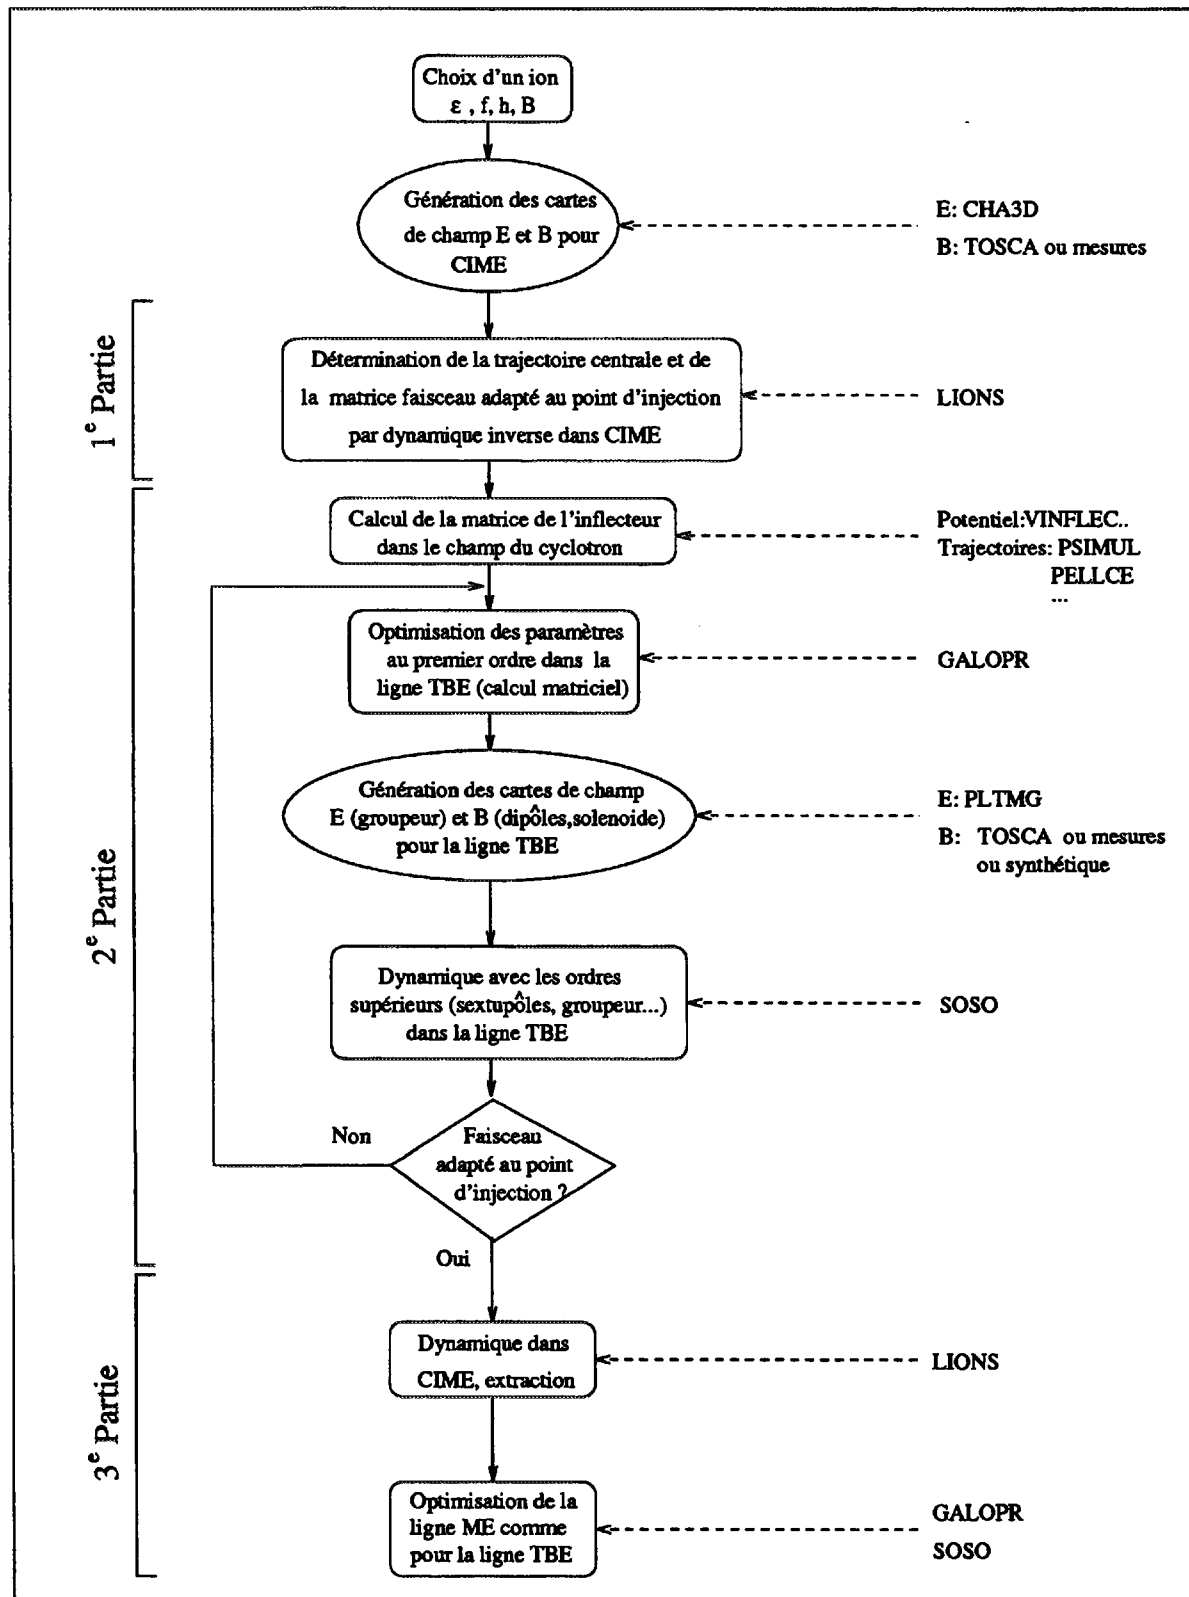 Choix d'un ion
ε , f, h, B
Génération des cartes
de champ E et B pour
CIME
E: CHA3D
B: TOSCA ou mesures
1e Partie
Détermination de la trajectoire centrale et de
la matrice faisceau adapté au point d'injection
par dynamique inverse dans CIME
LIONS
2e Partie
Calcul de la matrice de l'inflecteur
dans le champ du cyclotron
Potentiel:VINFLEC..
Trajectoires: PSIMUL
PELLCE
...
Optimisation des paramètres
au premier ordre dans la
ligne TBE (calcul matriciel)
GALOPR
Génération des cartes de champ
E (groupeur) et B (dipôles,solenoide)
pour la ligne TBE
E: PLTMG
B: TOSCA ou mesures
ou synthétique
Dynamique avec les ordres
supérieurs (sextupôles, groupeur...)
dans la ligne TBE
SOSO
Non
Faisceau
adapté au point
d'injection ?
Oui
3e Partie
Dynamique dans
CIME, extraction
LIONS
Optimisation de la
ligne ME comme
pour la ligne TBE
GALOPR
SOSO